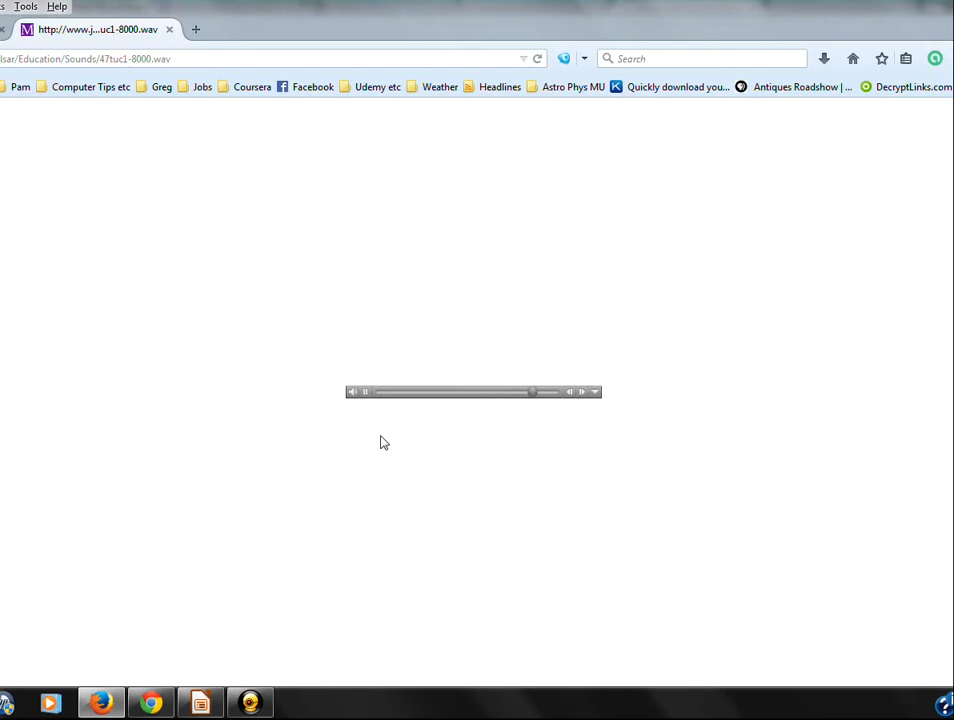 s Tools Help
http://www.j...uc1-8000.wav
lsar/Education/Sounds/47tuc1-8000.wav
Search
Pam Computer Tips etc Greg Jobs Coursera Facebook Udemy etc Weather Headlines Astro Phys MU Quickly download you... Antiques Roadshow | ... DecryptLinks.com